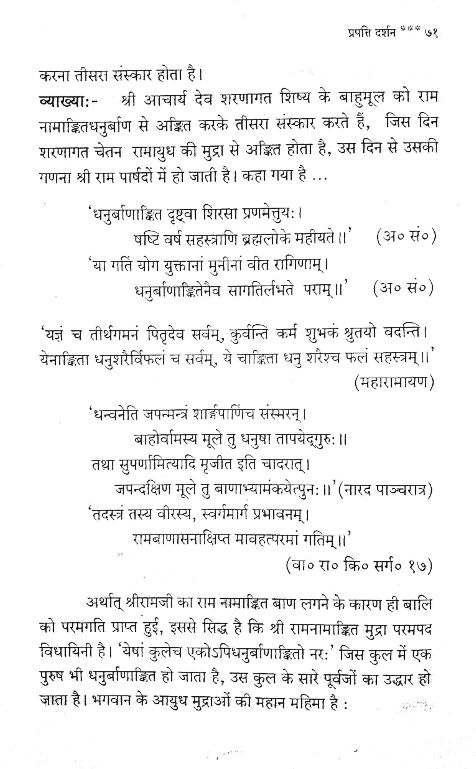 प्रपत्ति दर्शन *** ७१
करना तीसरा संस्कार होता है।
व्याख्या:- श्री आचार्य देव शरणागत शिष्य के बाहुमूल को राम
नामाङ्कितधनुर्बाण से अङ्कित करके तीसरा संस्कार करते हैं, जिस दिन
शरणागत चेतन रामायुध की मुद्रा से अङ्कित होता है, उस दिन से उसकी
गणना श्री राम पार्षदों में हो जाती है। कहा गया है ...
‘धनुर्बाणाङ्कित दृष्ट्वा शिरसा प्रणमेत्तुयः।
षष्टि वर्ष सहस्त्राणि ब्रह्मलोके महीयते॥’ (अ० सं०)
‘या गतिं योग युक्तानां मुनीनां वीत रागिणाम्।
धनुर्बाणाङ्कितेनैव सागतिर्लभते पराम्॥’ (अ० सं०)
‘यज्ञं च तीर्थगमनं पितृदेव सर्वम्, कुर्वन्ति कर्म शुभकं श्रुतयो वदन्ति।
येनाङ्किता धनुशरैर्विफलं च सर्वम्, ये चाङ्किता धनु शरैश्च फलं सहस्त्रम्॥’
(महारामायण)
‘धन्वनेति जपन्मन्त्रं शार्ङ्गपाणिंच संस्मरन्।
बाहोर्वामस्य मूले तु धनुषा तापयेद्गुरुः॥
तथा सुपर्णामित्यादि मृजीत इति चादरात्।
जपन्दक्षिण मूले तु बाणाभ्यामंकयेत्पुनः॥’(नारद पाञ्चरात्र)
‘तदस्त्रं तस्य वीरस्य, स्वर्गमार्ग प्रभावनम्।
रामबाणासनाक्षिप्त मावहत्परमां गतिम्॥’
(वा० रा० कि० सर्ग० १७)
अर्थात् श्रीरामजी का राम नामाङ्कित बाण लगने के कारण ही बालि
को परमगति प्राप्त हुई, इससे सिद्ध है कि श्री रामनामाङ्कित मुद्रा परमपद
विधायिनी है। ‘येषां कुलेच एकोऽपिधनुर्बाणाङ्कितो नरः’ जिस कुल में एक
पुरुष भी धनुर्बाणाङ्कित हो जाता है, उस कुल के सारे पूर्वजों का उद्धार हो
जाता है। भगवान के आयुध मुद्राओं की महान महिमा है :